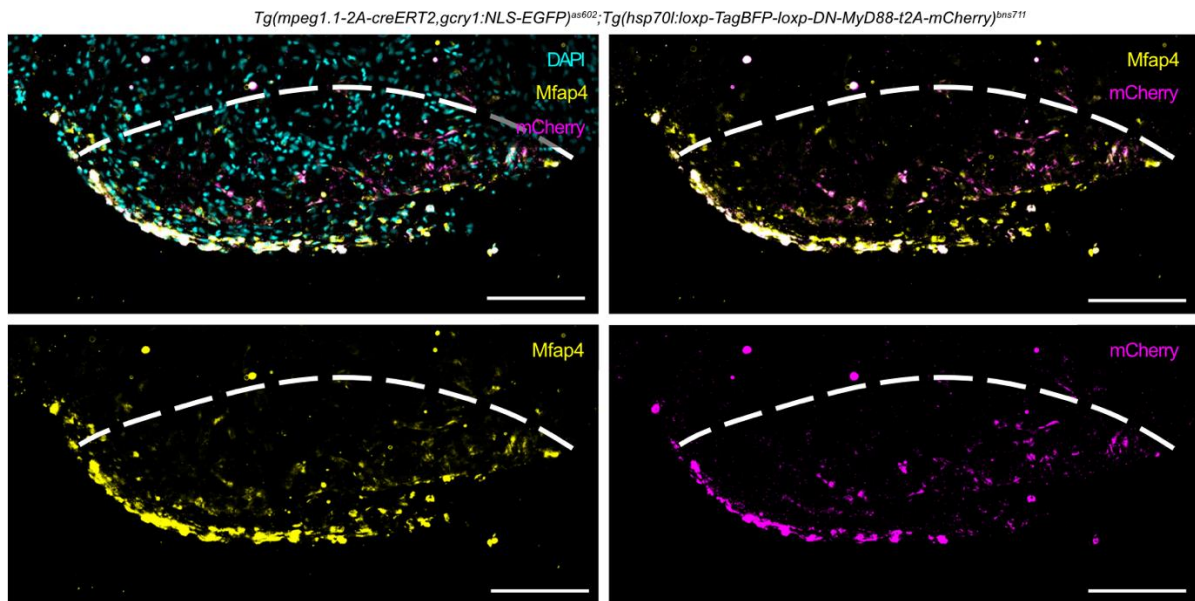 Tg(mpeg1.1-2A-creERT2,gcry1:NLS-EGFP)as602;Tg(hsp70l:loxp-TagBFP-loxp-DN-MyD88-t2A-mCherry)bns711
DAPI
Mfap4
mCherry
Mfap4
mCherry
Mfap4
mCherry